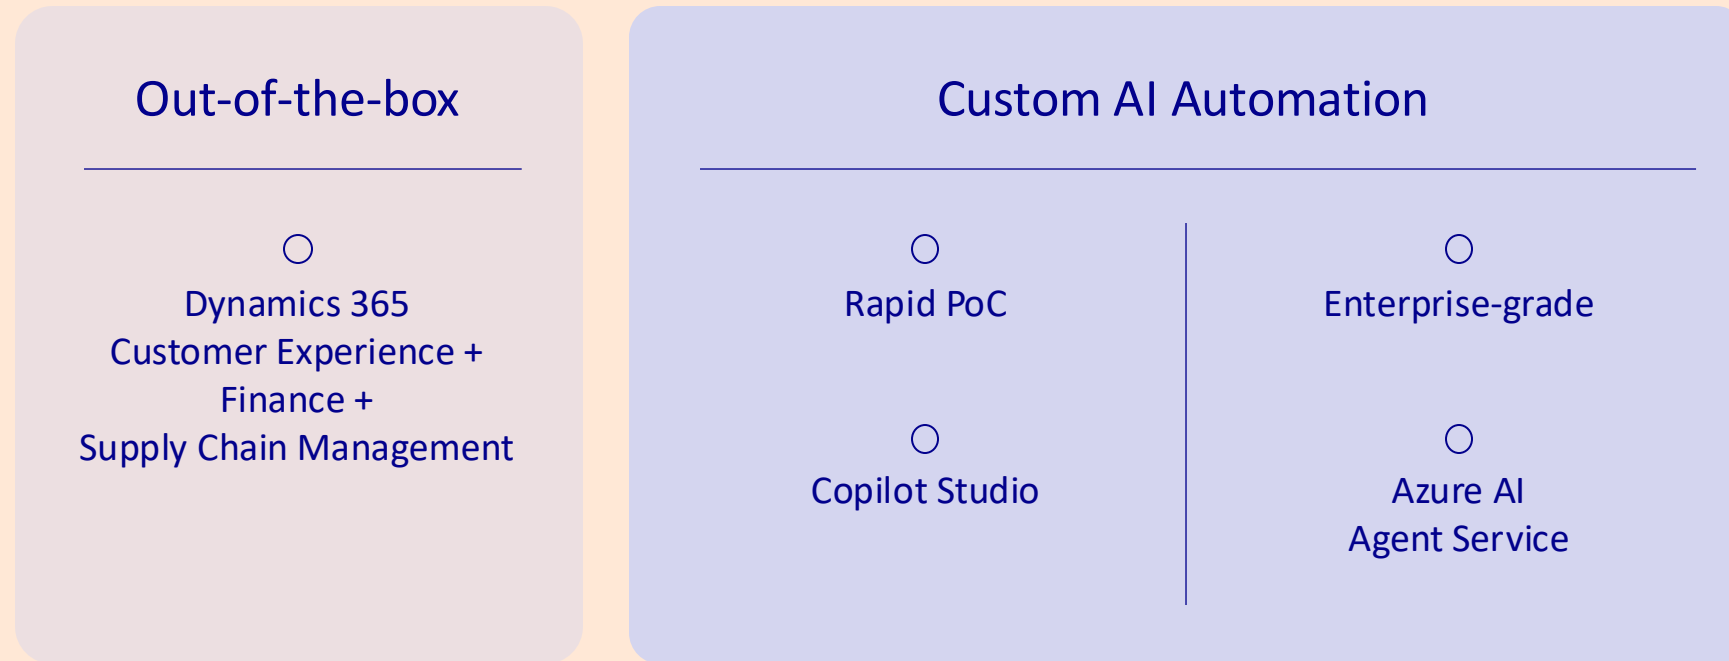 Out-of-the-box
Dynamics 365
Customer Experience +
Finance +
Supply Chain Management
Custom AI Automation
Rapid PoC
Copilot Studio
Enterprise-grade
Azure AI
Agent Service